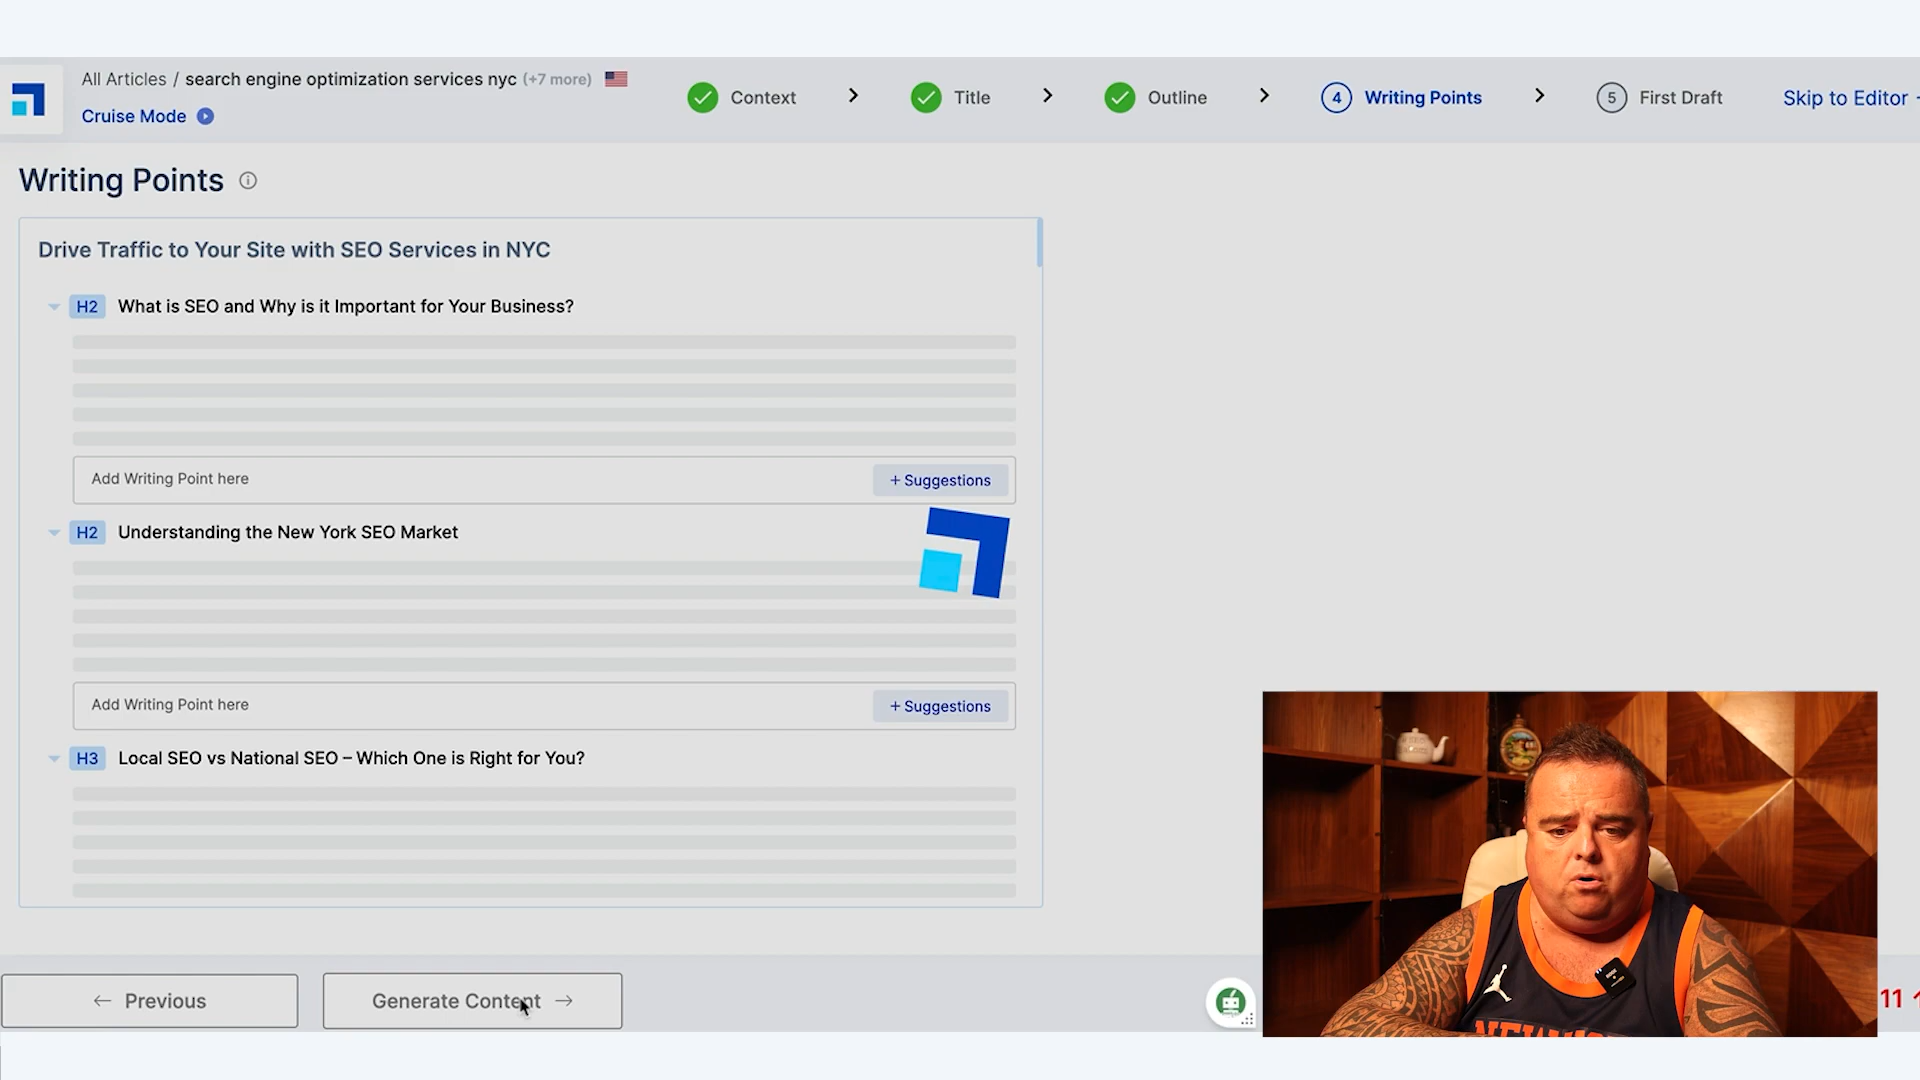 All Articles / search engine optimization services nyc (+7 more)
Cruise Mode
Context
Title
Outline
4 Writing Points
5 First Draft
Skip to Editor
Writing Points
Drive Traffic to Your Site with SEO Services in NYC
H2 What is SEO and Why is it Important for Your Business?
Add Writing Point here
+ Suggestions
H2 Understanding the New York SEO Market
Add Writing Point here
+ Suggestions
H3 Local SEO vs National SEO – Which One is Right for You?
← Previous
Generate Content →
11